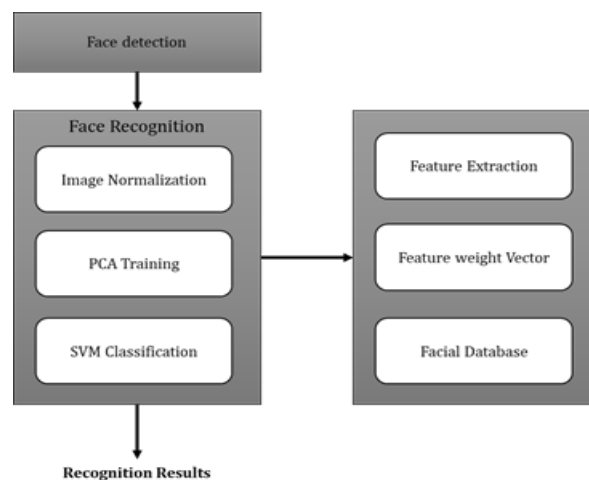 Face detection
Face Recognition
Image Normalization
PCA Training
SVM Classification
Feature Extraction
Feature weight Vector
Facial Database
Recognition Results